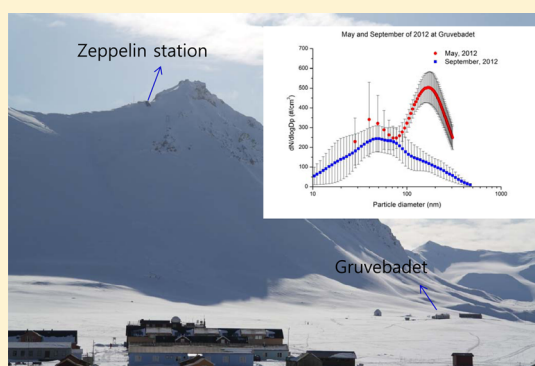 Zeppelin station
May and September of 2012 at Gruvebadet
May, 2012
September, 2012
dN/dlogDp (#/cm³)
700
600
500
400
300
200
100
0
10
100
1000
Particle diameter (nm)
Gruvebadet